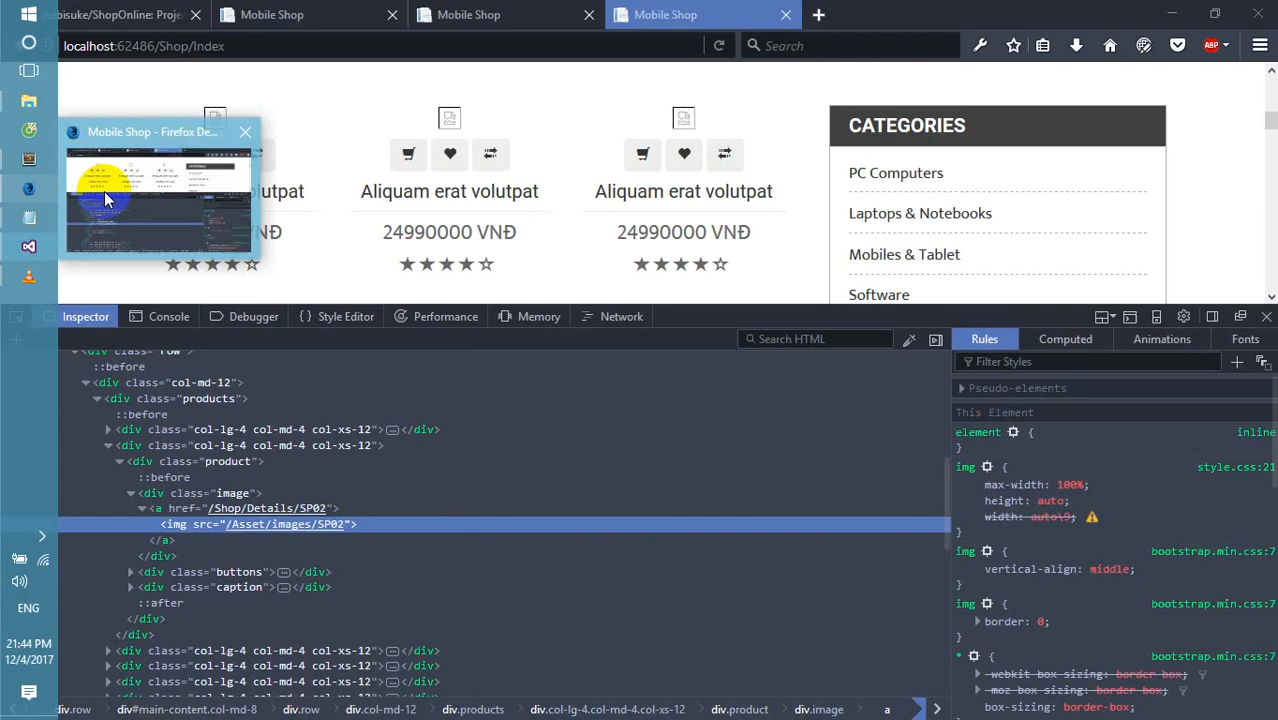 ebisuke/ShopOnline: Proje
Mobile Shop
Mobile Shop
Mobile Shop
localhost:62486/Shop/Index
Search
ABP
Mobile Shop - Firefox De...
CATEGORIES
PC Computers
Laptops & Notebooks
Mobiles & Tablet
Software
olutpat
Aliquam erat volutpat
Aliquam erat volutpat
NĐ
24990000 VNĐ
24990000 VNĐ
Inspector
Console
Debugger
Style Editor
Performance
Memory
Network
Search HTML
Rules
Computed
Animations
Fonts
Filter Styles
<div class="row">
::before
<div class="col-md-12">
<div class="products">
::before
<div class="col-lg-4 col-md-4 col-xs-12"></div>
<div class="col-lg-4 col-md-4 col-xs-12">
<div class="product">
::before
<div class="image">
<a href="/Shop/Details/SP02">
<img src="/Asset/images/SP02">
</a>
</div>
<div class="buttons"></div>
<div class="caption"></div>
::after
</div>
</div>
<div class="col-lg-4 col-md-4 col-xs-12"></div>
<div class="col-lg-4 col-md-4 col-xs-12"></div>
<div class="col-lg-4 col-md-4 col-xs-12"></div>
Pseudo-elements
This Element
element { inline
}
img { style.css:21
max-width: 100%;
height: auto;
width: auto\9;
}
img { bootstrap.min.css:7
vertical-align: middle;
}
img { bootstrap.min.css:7
border: 0;
}
* { bootstrap.min.css:7
-webkit-box-sizing: border-box;
-moz-box-sizing: border-box;
box-sizing: border-box;
div.row
div#main-content.col-md-8
div.row
div.col-md-12
div.products
div.col-lg-4.col-md-4.col-xs-12
div.product
div.image
a
ENG
21:44 PM
12/4/2017